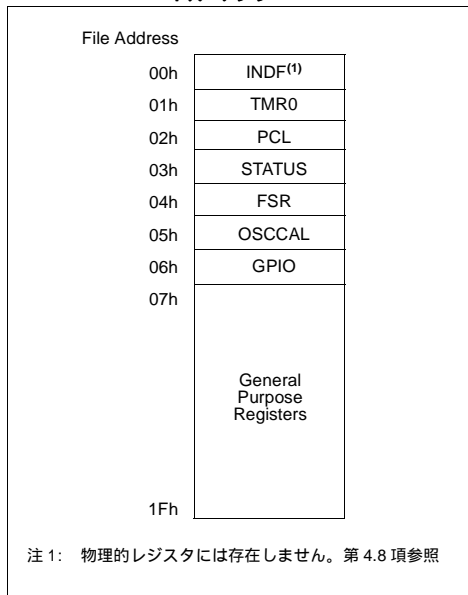 File Address
00h INDF(1)
01h TMR0
02h PCL
03h STATUS
04h FSR
05h OSCCAL
06h GPIO
07h
General
Purpose
Registers
1Fh
注 1: 物理的レジスタには存在しません。第 4.8 項参照